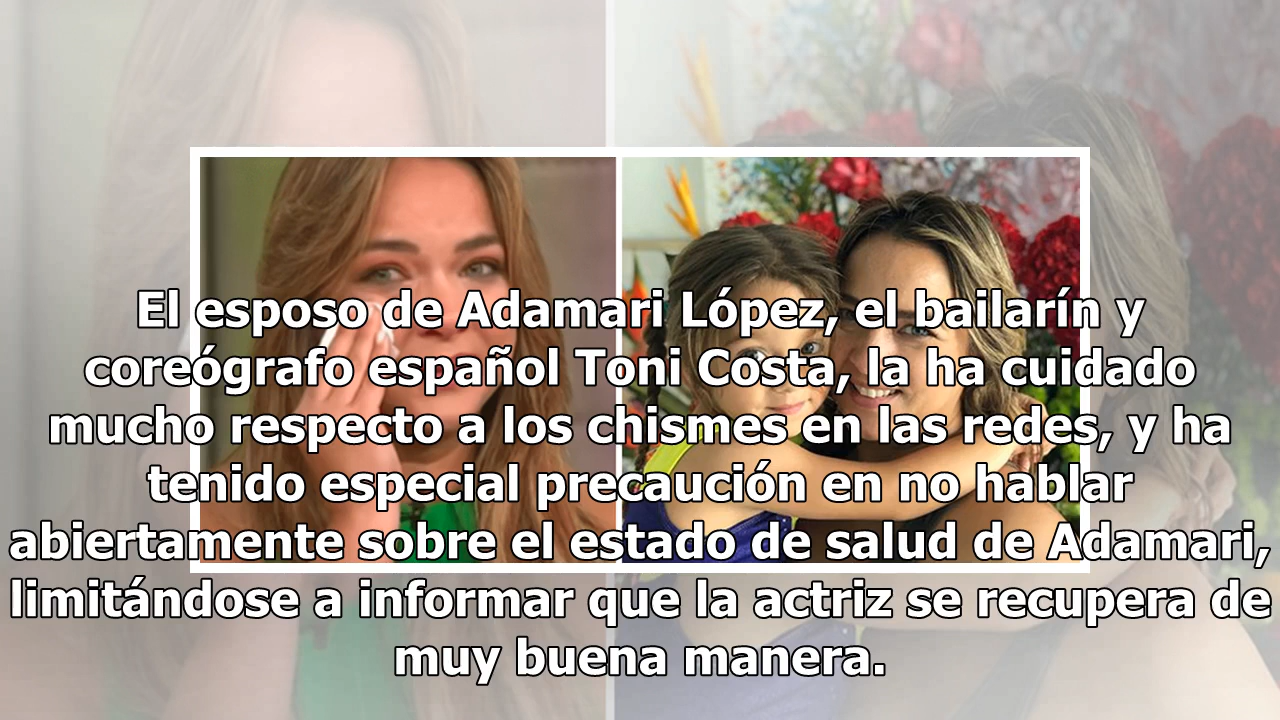 El esposo de Adamari López, el bailarín y
coreógrafo español Toni Costa, la ha cuidado
mucho respecto a los chismes en las redes, y ha
tenido especial precaución en no hablar
abiertamente sobre el estado de salud de Adamari,
limitándose a informar que la actriz se recupera de
muy buena manera.